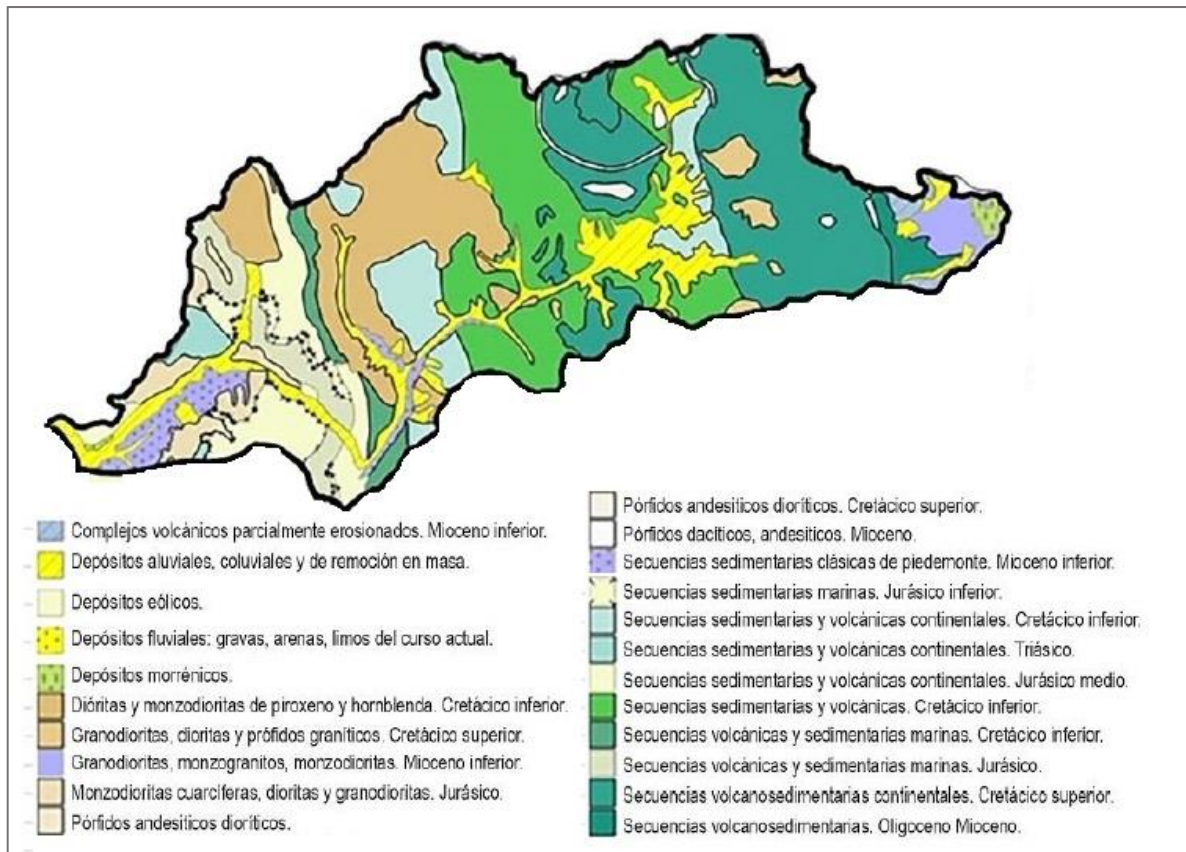 Complejos volcánicos parcialmente erosionados. Mioceno inferior.
Depósitos aluviales, coluviales y de remoción en masa.
Depósitos eólicos.
Depósitos fluviales: gravas, arenas, limos del curso actual.
Depósitos morrénicos.
Dióritas y monzodioritas de piroxeno y hornblenda. Cretácico inferior.
Granodioritas, dioritas y prófidos graníticos. Cretácico superior.
Granodioritas, monzogranitos, monzodioritas. Mioceno inferior.
Monzodioritas cuarcíferas, dioritas y granodioritas. Jurásico.
Pórfidos andesiticos dioríticos.
Pórfidos andesiticos dioríticos. Cretácico superior.
Pórfidos dacíticos, andesiticos. Mioceno.
Secuencias sedimentarias clásicas de piedemonte. Mioceno inferior.
Secuencias sedimentarias marinas. Jurásico inferior.
Secuencias sedimentarias y volcánicas continentales. Cretácico inferior.
Secuencias sedimentarias y volcánicas continentales. Triásico.
Secuencias sedimentarias y volcánicas continentales. Jurásico medio.
Secuencias sedimentarias y volcánicas. Cretácico inferior.
Secuencias volcánicas y sedimentarias marinas. Cretácico inferior.
Secuencias volcánicas y sedimentarias marinas. Jurásico.
Secuencias volcanosedimentarias continentales. Cretácico superior.
Secuencias volcanosedimentarias. Oligoceno Mioceno.